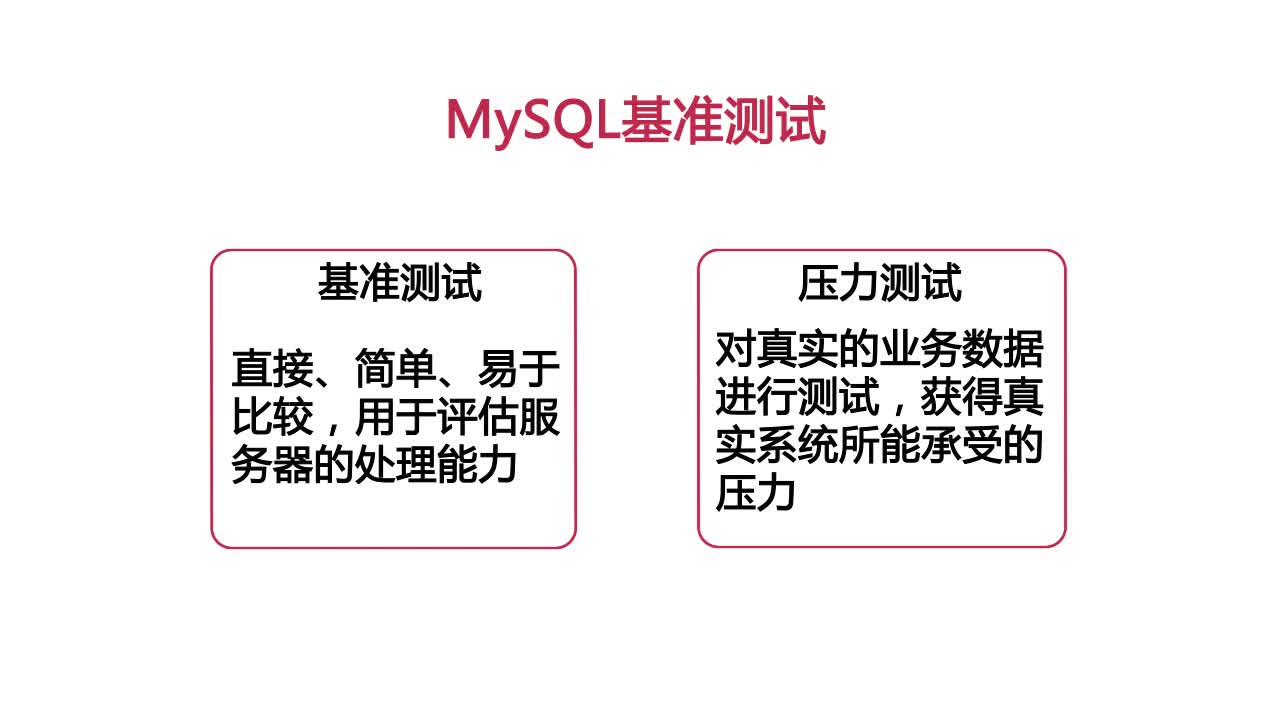 MySQL基准测试
基准测试
直接、简单、易于
比较，用于评估服
务器的处理能力
压力测试
对真实的业务数据
进行测试，获得真
实系统所能承受的
压力